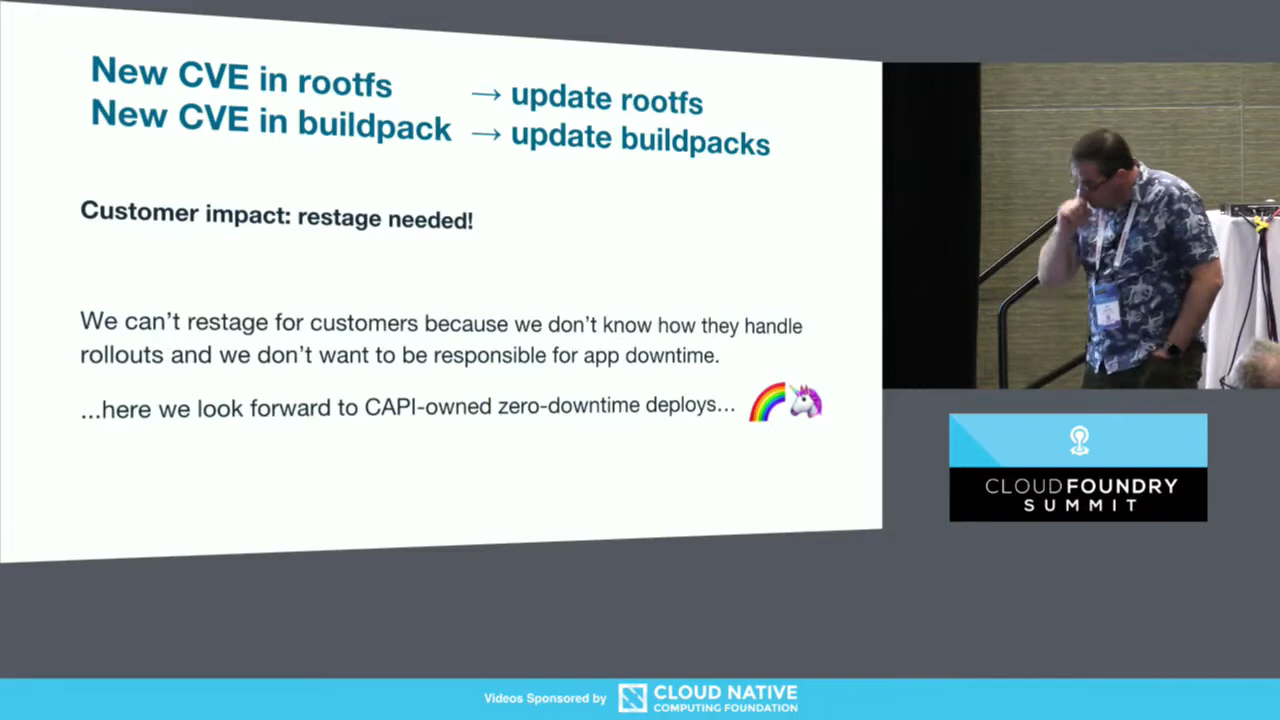 New CVE in rootfs → update rootfs
New CVE in buildpack → update buildpacks
Customer impact: restage needed!
We can’t restage for customers because we don’t know how they handle
rollouts and we don’t want to be responsible for app downtime.
...here we look forward to CAPI-owned zero-downtime deploys...
CLOUD FOUNDRY
SUMMIT
Videos Sponsored by
CLOUD NATIVE
COMPUTING FOUNDATION